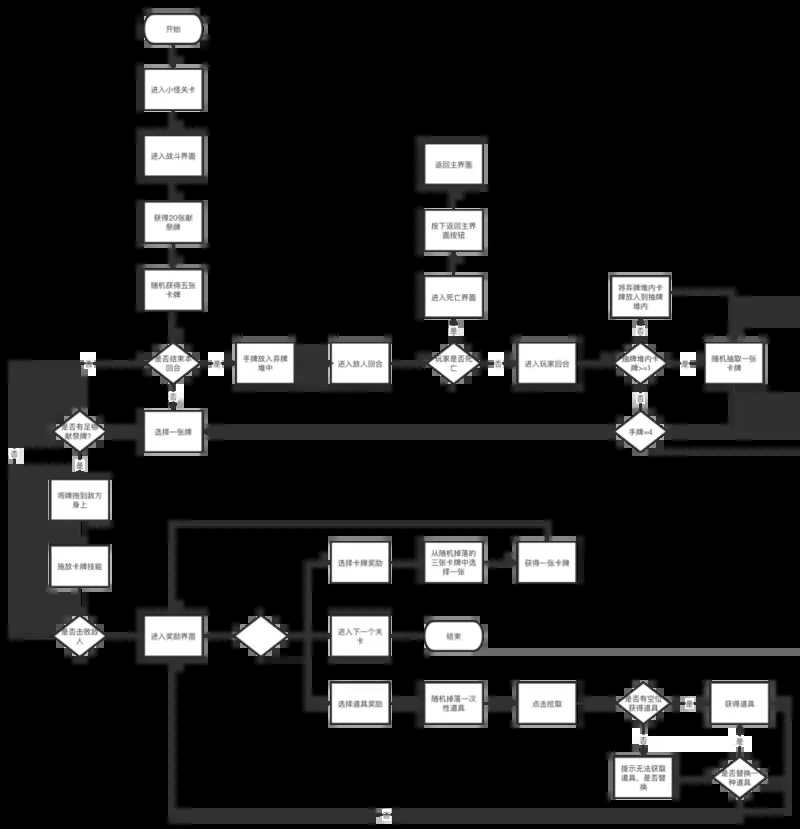 开始
进入小怪关卡
进入战斗界面
返回主界面
获得20张献
祭牌
按下返回主界
面按钮
随机获得五张
卡牌
进入死亡界面
将弃牌堆内卡
牌放入到抽牌
堆内
是
否
否
是否结束本
回合
是
手牌放入弃牌
堆中
进入敌人回合
玩家是否死
亡
否
进入玩家回合
抽牌堆内卡
牌>=1
是
随机抽取一张
卡牌
否
否
是否有足够
献祭牌?
选择一张牌
手牌=4
否
是
将牌拖到敌方
身上
施放卡牌技能
选择卡牌奖励
从随机掉落的
三张卡牌中选
择一张
获得一张卡牌
是否击败敌
人
进入奖励界面
进入下一个关
卡
结束
选择道具奖励
随机掉落一次
性道具
点击拾取
是否有空位
获得道具
是
获得道具
否
是
提示无法获取
道具，是否替
换
是否替换一
种道具
否